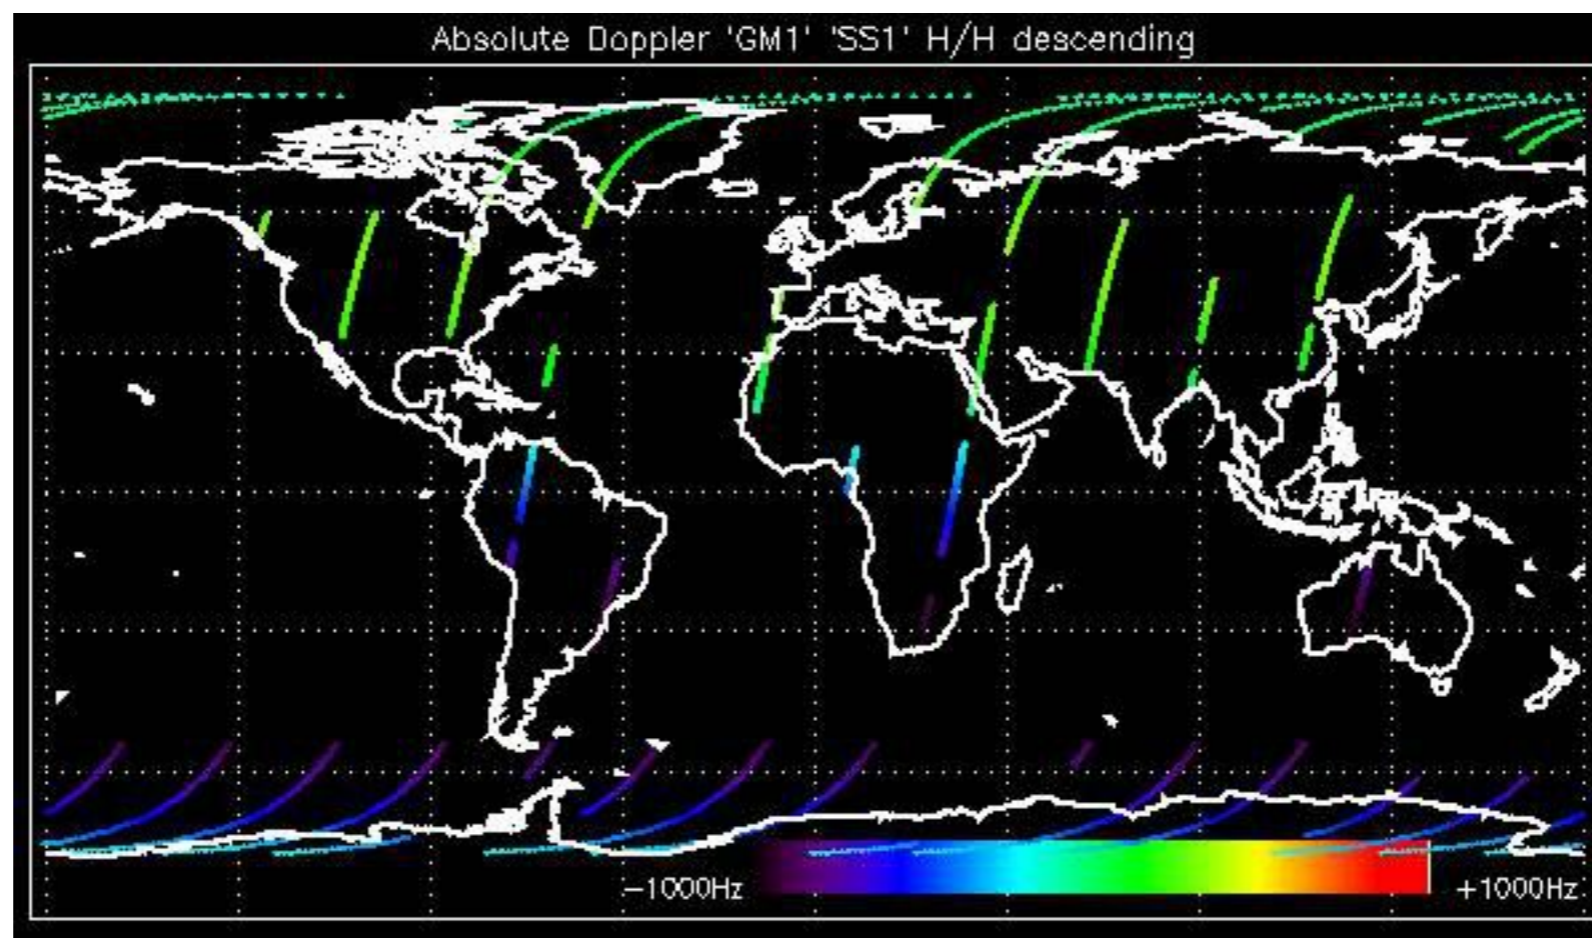 Absolute Doppler 'GM1' 'SS1' H/H descending
-1000Hz
+1000Hz